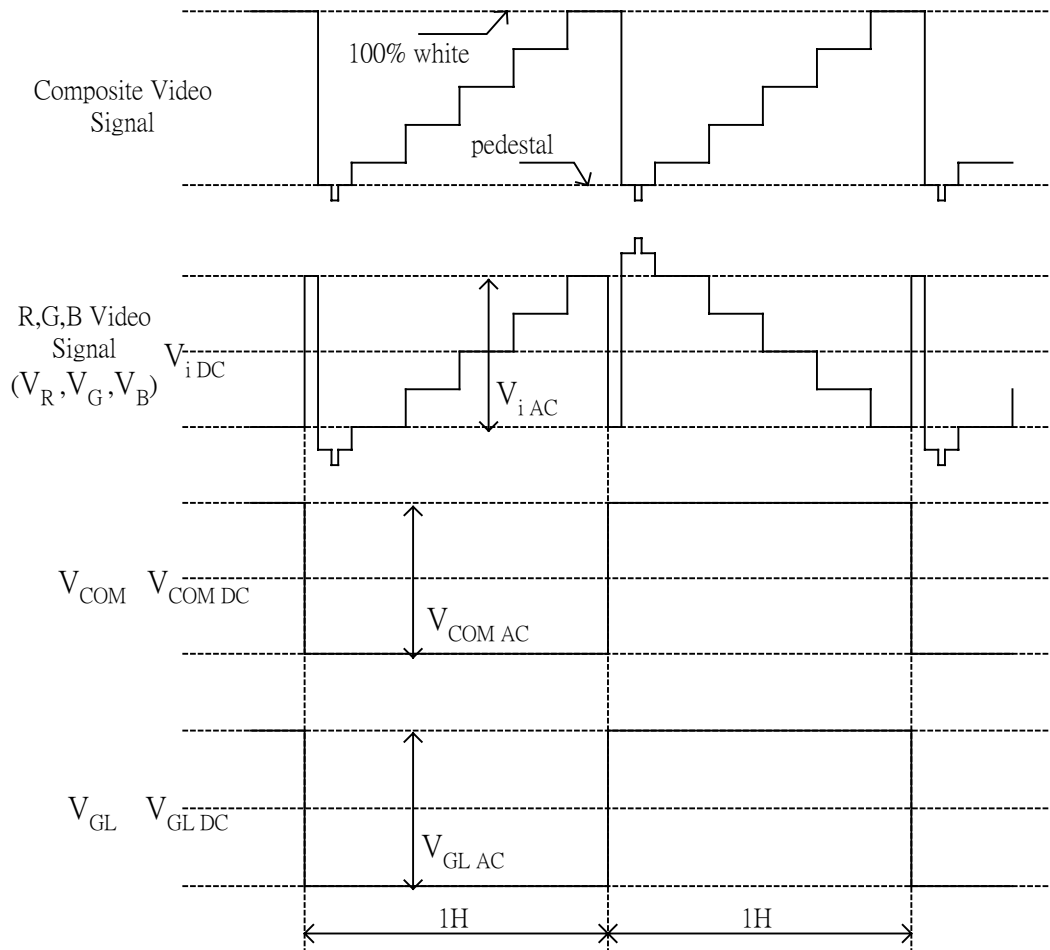 100% white
Composite Video
Signal
pedestal
R,G,B Video
Signal
(V_R ,V_G ,V_B)
V_i DC
V_i AC
V_COM V_COM DC
V_COM AC
V_GL V_GL DC
V_GL AC
1H 1H